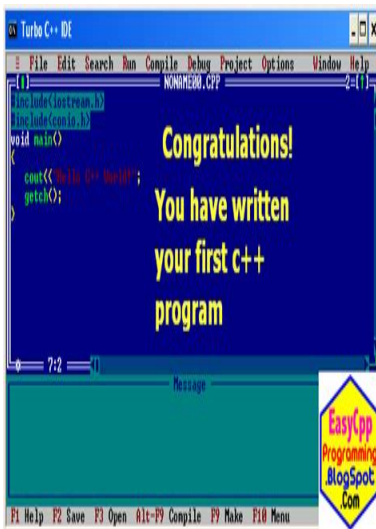 Turbo C++ IDE
≡ File Edit Search Run Compile Debug Project Options Window Help
[↑] NONAME00.CPP 2=[↑]
#include<iostream.h>
#include<conio.h>
void main()
{
cout<<"Hello C++ World!";
getch();
}
Congratulations!
You have written
your first c++
program
7:2
Message
F1 Help F2 Save F3 Open Alt-F9 Compile F9 Make F10 Menu
EasyCpp
Programming
.BlogSpot
.Com